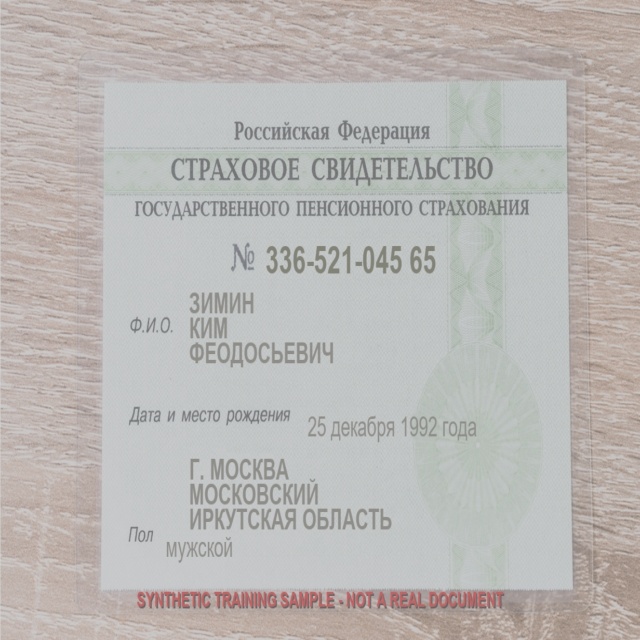 Российская Федерация
СТРАХОВОЕ СВИДЕТЕЛЬСТВО
ГОСУДАРСТВЕННОГО ПЕНСИОННОГО СТРАХОВАНИЯ
№ 336-521-045 65
ЗИМИН
Ф.И.О. КИМ
ФЕОДОСЬЕВИЧ
Дата и место рождения 25 декабря 1992 года
Г. МОСКВА
МОСКОВСКИЙ
ИРКУТСКАЯ ОБЛАСТЬ
Пол мужской
SYNTHETIC TRAINING SAMPLE - NOT A REAL DOCUMENT